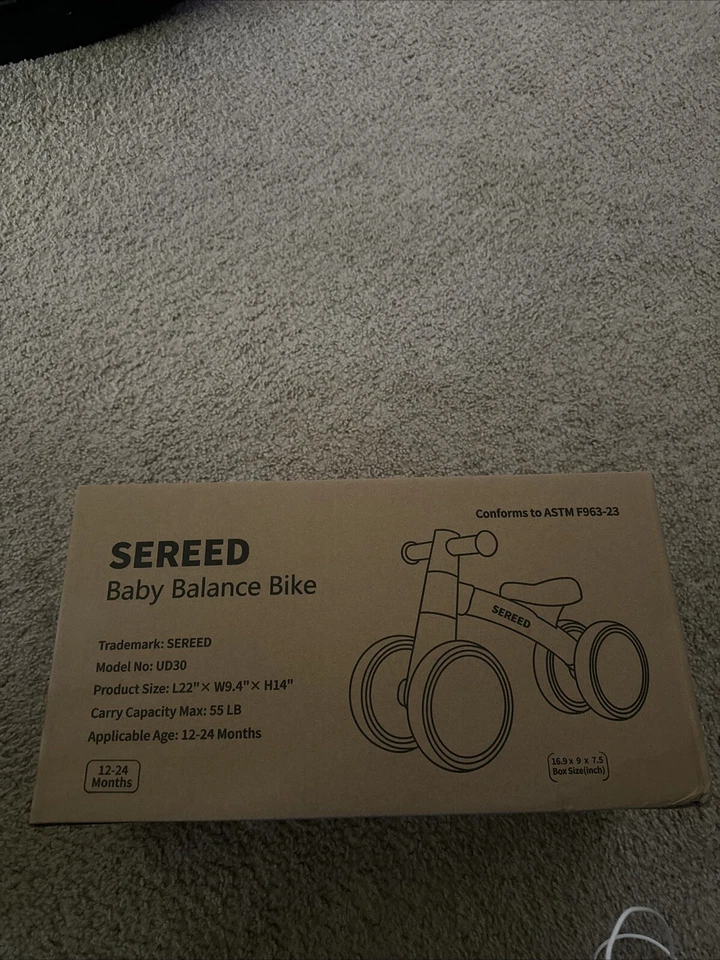 Conforms to ASTM F963-23
SEREED
Baby Balance Bike
SEREED
Trademark: SEREED
Model No: UD30
Product Size: L22"× W9.4"× H14"
Carry Capacity Max: 55 LB
Applicable Age: 12-24 Months
12-24
Months
16.9 x 9 x 7.5
Box Size(inch)